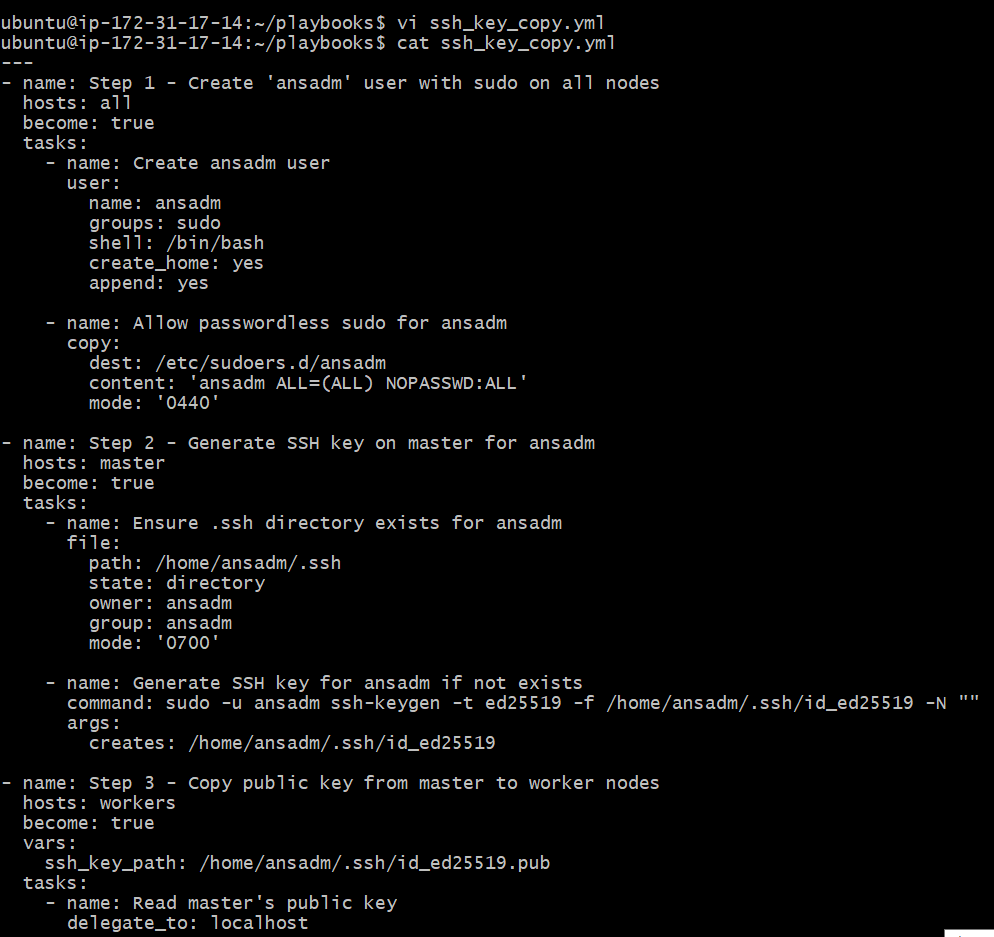 ubuntu@ip-172-31-17-14:~/playbooks$ vi ssh_key_copy.yml
ubuntu@ip-172-31-17-14:~/playbooks$ cat ssh_key_copy.yml
---
- name: Step 1 - Create 'ansadm' user with sudo on all nodes
  hosts: all
  become: true
  tasks:
    - name: Create ansadm user
      user:
        name: ansadm
        groups: sudo
        shell: /bin/bash
        create_home: yes
        append: yes

    - name: Allow passwordless sudo for ansadm
      copy:
        dest: /etc/sudoers.d/ansadm
        content: 'ansadm ALL=(ALL) NOPASSWD:ALL'
        mode: '0440'

- name: Step 2 - Generate SSH key on master for ansadm
  hosts: master
  become: true
  tasks:
    - name: Ensure .ssh directory exists for ansadm
      file:
        path: /home/ansadm/.ssh
        state: directory
        owner: ansadm
        group: ansadm
        mode: '0700'

    - name: Generate SSH key for ansadm if not exists
      command: sudo -u ansadm ssh-keygen -t ed25519 -f /home/ansadm/.ssh/id_ed25519 -N ""
      args:
        creates: /home/ansadm/.ssh/id_ed25519

- name: Step 3 - Copy public key from master to worker nodes
  hosts: workers
  become: true
  vars:
    ssh_key_path: /home/ansadm/.ssh/id_ed25519.pub
  tasks:
    - name: Read master's public key
      delegate_to: localhost